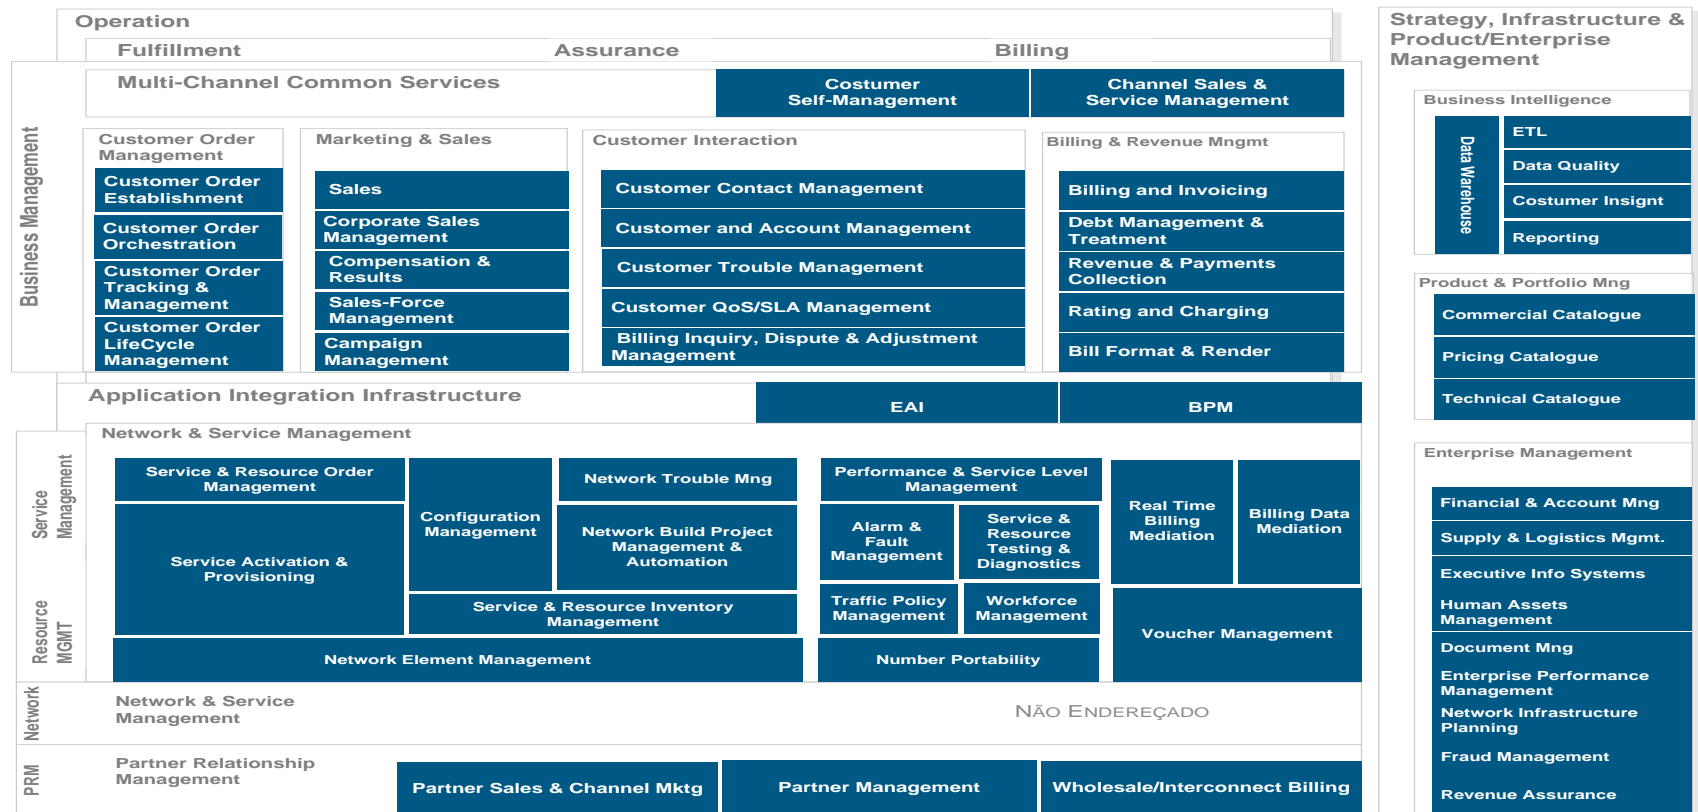 Operation
Fulfillment
Assurance
Billing
Multi-Channel Common Services
Costumer
Self-Management
Channel Sales &
Service Management
Business Management
Customer Order
Management
Customer Order
Establishment
Customer Order
Orchestration
Customer Order
Tracking &
Management
Customer Order
LifeCycle
Management
Marketing & Sales
Sales
Corporate Sales
Management
Compensation &
Results
Sales-Force
Management
Campaign
Management
Customer Interaction
Customer Contact Management
Customer and Account Management
Customer Trouble Management
Customer QoS/SLA Management
Billing Inquiry, Dispute & Adjustment
Management
Billing & Revenue Mngmt
Billing and Invoicing
Debt Management &
Treatment
Revenue & Payments
Collection
Rating and Charging
Bill Format & Render
Application Integration Infrastructure
EAI
BPM
Network & Service Management
Service
Management
Resource
MGMT
Service & Resource Order
Management
Service Activation &
Provisioning
Configuration
Management
Network Trouble Mng
Network Build Project
Management &
Automation
Service & Resource Inventory
Management
Network Element Management
Performance & Service Level
Management
Alarm &
Fault
Management
Service &
Resource
Testing &
Diagnostics
Traffic Policy
Management
Workforce
Management
Number Portability
Real Time
Billing
Mediation
Billing Data
Mediation
Voucher Management
Network
Network & Service
Management
NÃO ENDEREÇADO
PRM
Partner Relationship
Management
Partner Sales & Channel Mktg
Partner Management
Wholesale/Interconnect Billing
Strategy, Infrastructure &
Product/Enterprise
Management
Business Intelligence
Data Warehouse
ETL
Data Quality
Costumer Insignt
Reporting
Product & Portfolio Mng
Commercial Catalogue
Pricing Catalogue
Technical Catalogue
Enterprise Management
Financial & Account Mng
Supply & Logistics Mgmt.
Executive Info Systems
Human Assets
Management
Document Mng
Enterprise Performance
Management
Network Infrastructure
Planning
Fraud Management
Revenue Assurance